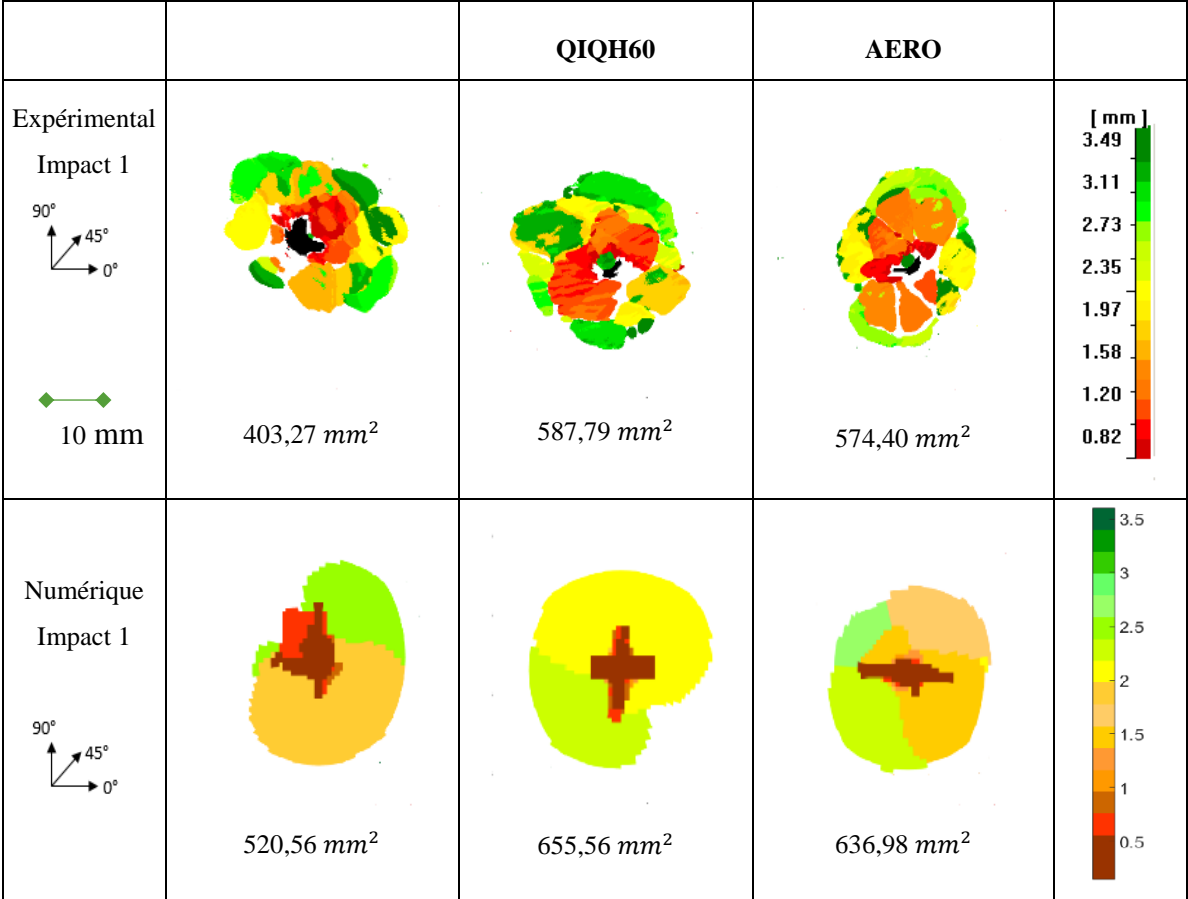 QIQH60
AERO
Expérimental
Impact 1
90°
45°
0°
10 mm
403,27 mm²
587,79 mm²
574,40 mm²
[ mm ]
3.49
3.11
2.73
2.35
1.97
1.58
1.20
0.82
Numérique
Impact 1
90°
45°
0°
520,56 mm²
655,56 mm²
636,98 mm²
3.5
3
2.5
2
1.5
1
0.5